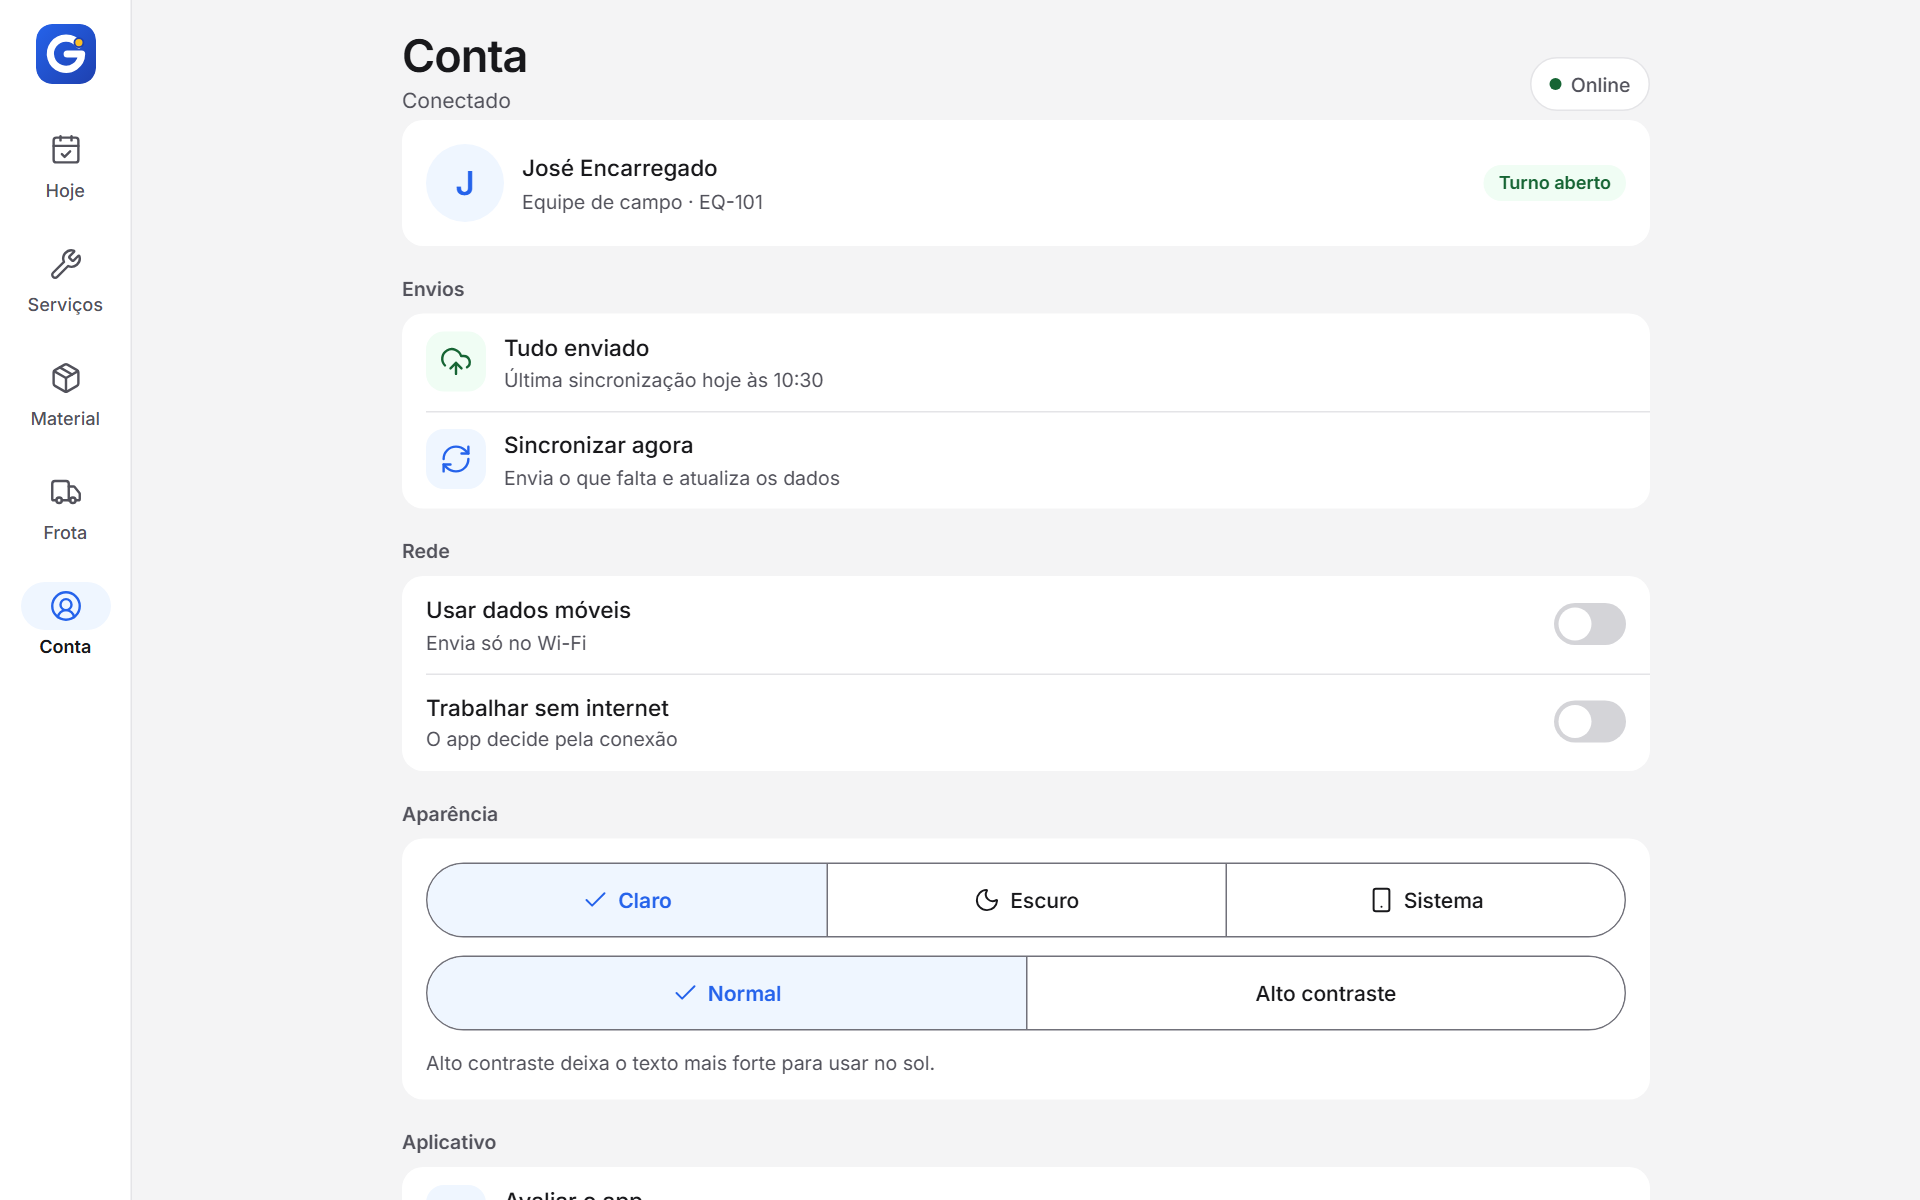 Conta
Conectado
Online
Hoje
Serviços
Material
Frota
Conta
J
José Encarregado
Equipe de campo · EQ-101
Turno aberto
Envios
Tudo enviado
Última sincronização hoje às 10:30
Sincronizar agora
Envia o que falta e atualiza os dados
Rede
Usar dados móveis
Envia só no Wi-Fi
Trabalhar sem internet
O app decide pela conexão
Aparência
Claro
Escuro
Sistema
Normal
Alto contraste
Alto contraste deixa o texto mais forte para usar no sol.
Aplicativo
Avaliar o app